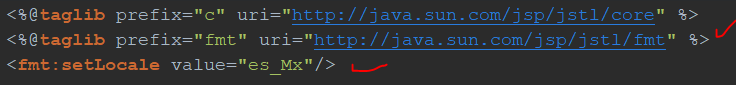 <%@taglib prefix="c" uri="http://java.sun.com/jsp/jstl/core" %>
<%@taglib prefix="fmt" uri="http://java.sun.com/jsp/jstl/fmt" %>
<fmt:setLocale value="es_Mx"/>